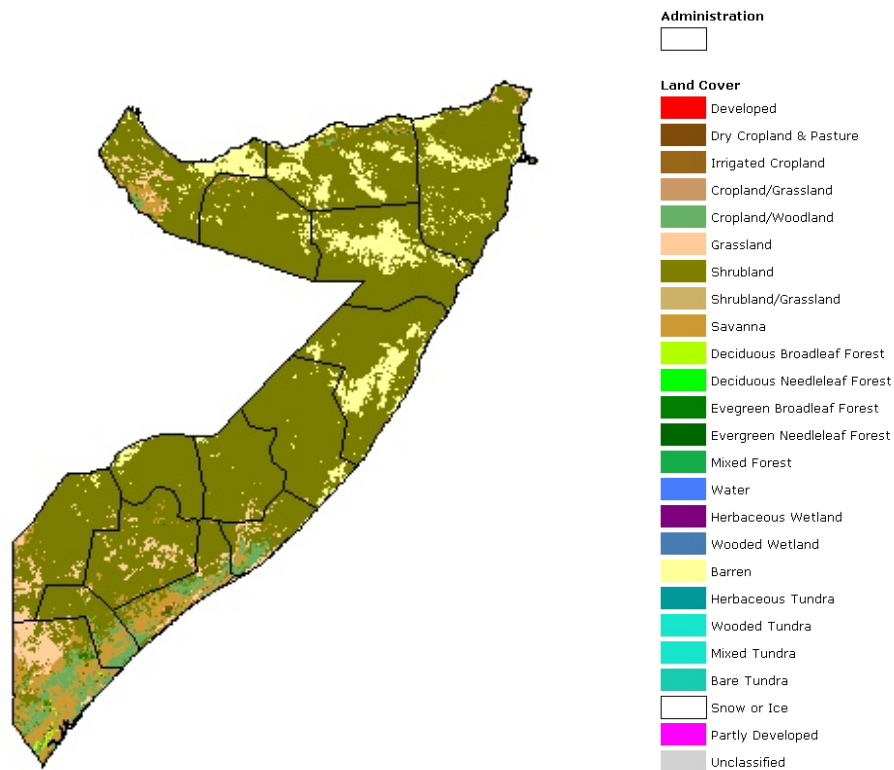 Administration
Land Cover
Developed
Dry Cropland & Pasture
Irrigated Cropland
Cropland/Grassland
Cropland/Woodland
Grassland
Shrubland
Shrubland/Grassland
Savanna
Deciduous Broadleaf Forest
Deciduous Needleleaf Forest
Evegreen Broadleaf Forest
Evergreen Needleleaf Forest
Mixed Forest
Water
Herbaceous Wetland
Wooded Wetland
Barren
Herbaceous Tundra
Wooded Tundra
Mixed Tundra
Bare Tundra
Snow or Ice
Partly Developed
Unclassified